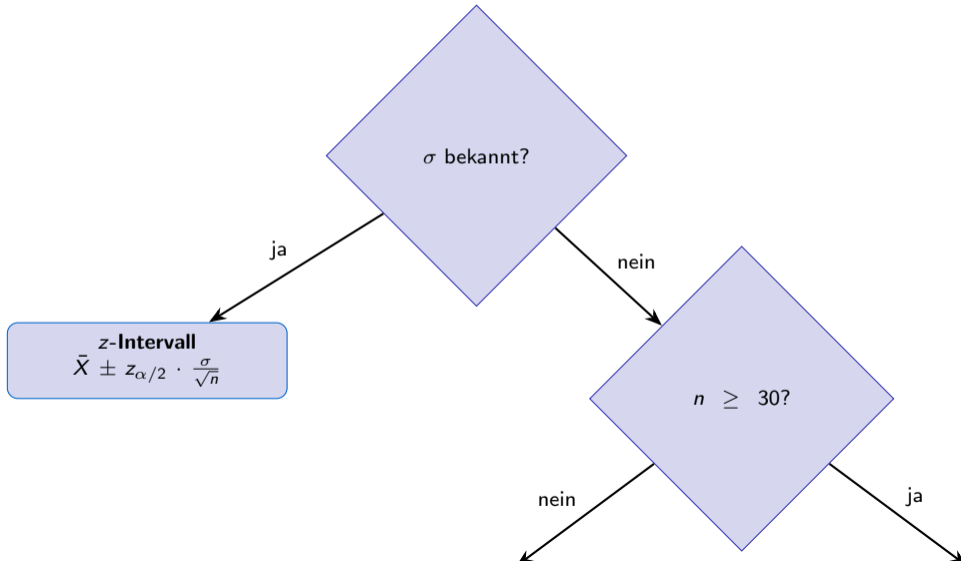 σ bekannt?
ja
nein
z-Intervall
X̄ ± z_{α/2} · σ/√n
n ≥ 30?
nein
ja